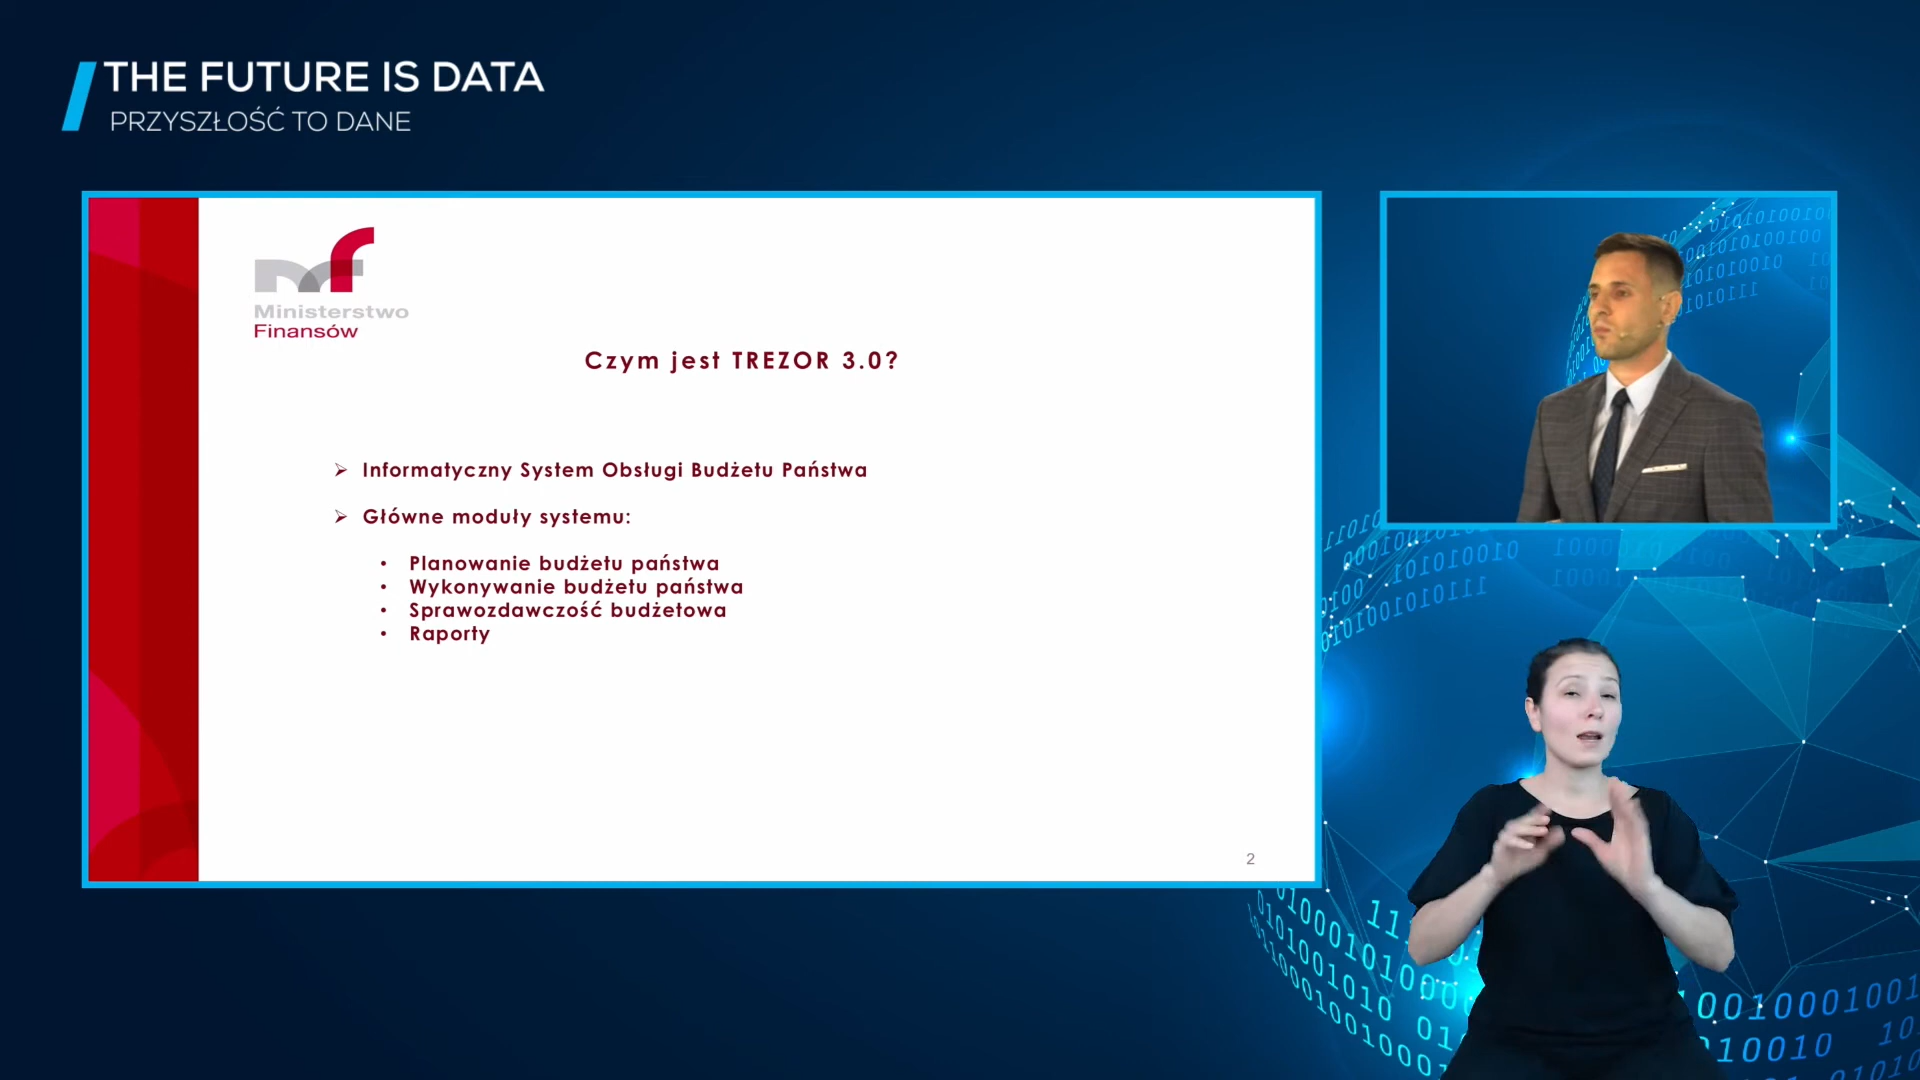 THE FUTURE IS DATA
PRZYSZŁOŚĆ TO DANE
Ministerstwo
Finansów
Czym jest TREZOR 3.0?
➢ Informatyczny System Obsługi Budżetu Państwa
➢ Główne moduły systemu:
• Planowanie budżetu państwa
• Wykonywanie budżetu państwa
• Sprawozdawczość budżetowa
• Raporty
2